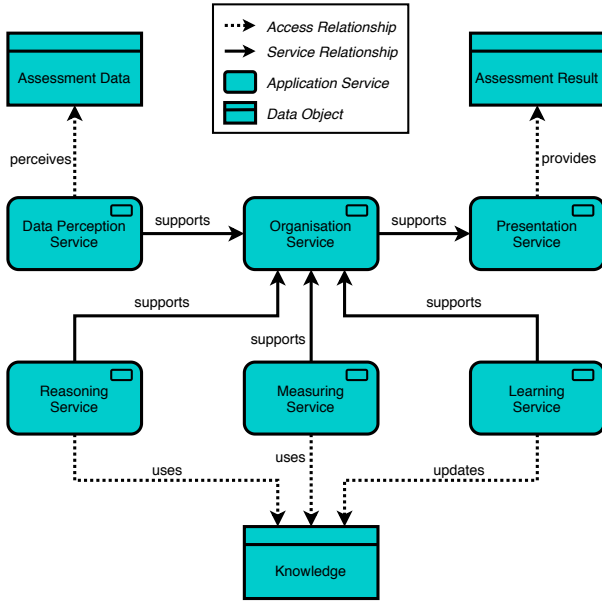 Access Relationship
Service Relationship
Application Service
Data Object
Assessment Data
Assessment Result
perceives
provides
Data Perception
Service
supports
Organisation
Service
supports
Presentation
Service
supports
supports
supports
Reasoning
Service
Measuring
Service
Learning
Service
uses
uses
updates
Knowledge